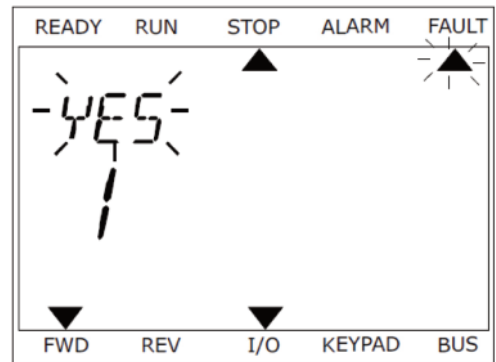 READY RUN STOP ALARM FAULT
YES
1
FWD REV I/O KEYPAD BUS